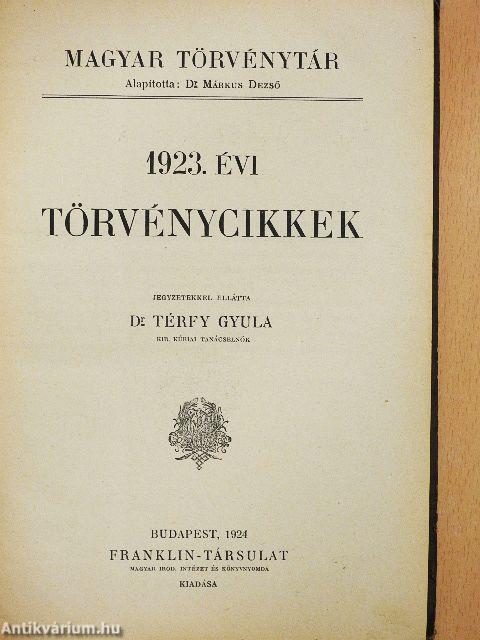 MAGYAR TÖRVÉNYTÁR
Alapította: Dr MÁRKUS DEZSŐ
1923. ÉVI
TÖRVÉNYCIKKEK
JEGYZETEKKEL ELLÁTTA
Dr TÉRFY GYULA
KIR. KÚRIAI TANÁCSELNÖK
BUDAPEST, 1924
FRANKLIN-TÁRSULAT
MAGYAR IROD. INTÉZET ÉS KÖNYVNYOMDA
KIADÁSA
Antikvárium.hu